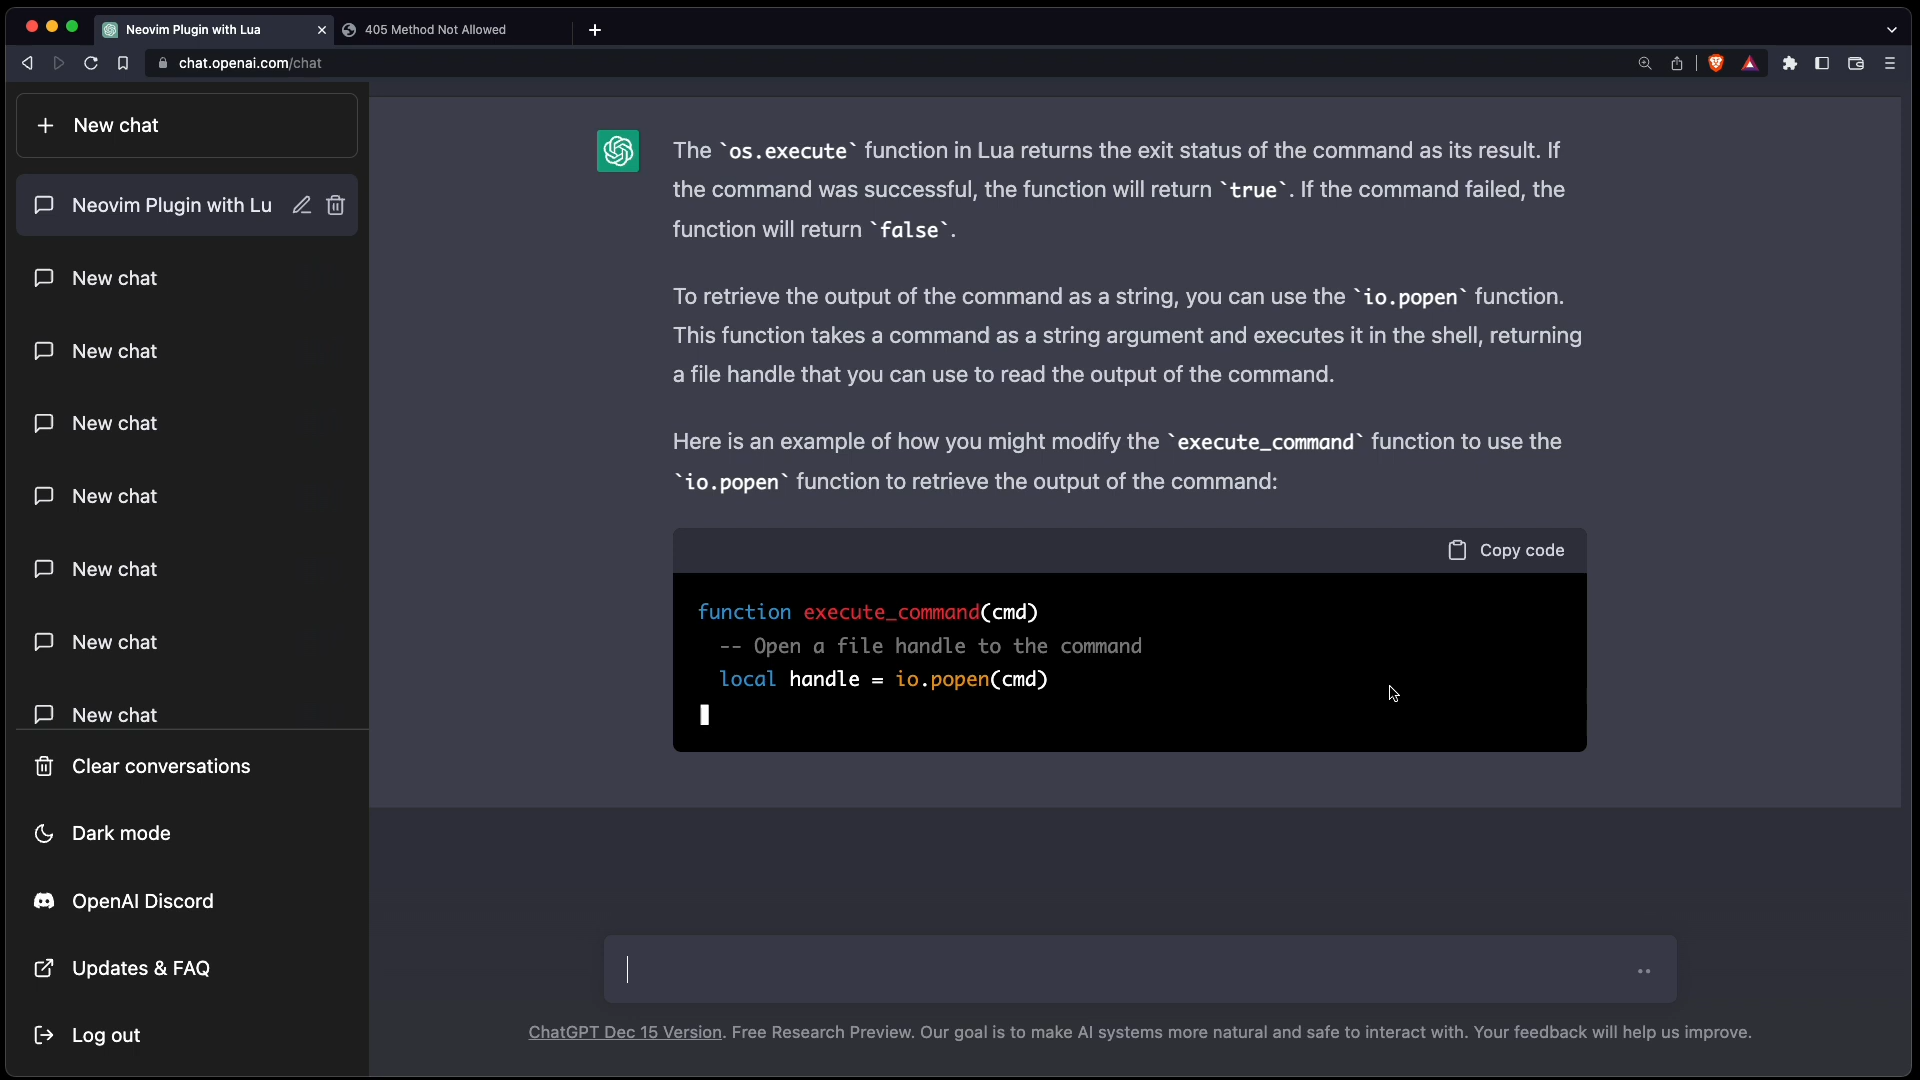 Neovim Plugin with Lua
405 Method Not Allowed
chat.openai.com/chat
New chat
Neovim Plugin with Lu
New chat
New chat
New chat
New chat
New chat
New chat
New chat
Clear conversations
Dark mode
OpenAI Discord
Updates & FAQ
Log out
The `os.execute` function in Lua returns the exit status of the command as its result. If
the command was successful, the function will return `true`. If the command failed, the
function will return `false`.
To retrieve the output of the command as a string, you can use the `io.popen` function.
This function takes a command as a string argument and executes it in the shell, returning
a file handle that you can use to read the output of the command.
Here is an example of how you might modify the `execute_command` function to use the
`io.popen` function to retrieve the output of the command:
Copy code
function execute_command(cmd)
-- Open a file handle to the command
local handle = io.popen(cmd)
ChatGPT Dec 15 Version. Free Research Preview. Our goal is to make AI systems more natural and safe to interact with. Your feedback will help us improve.